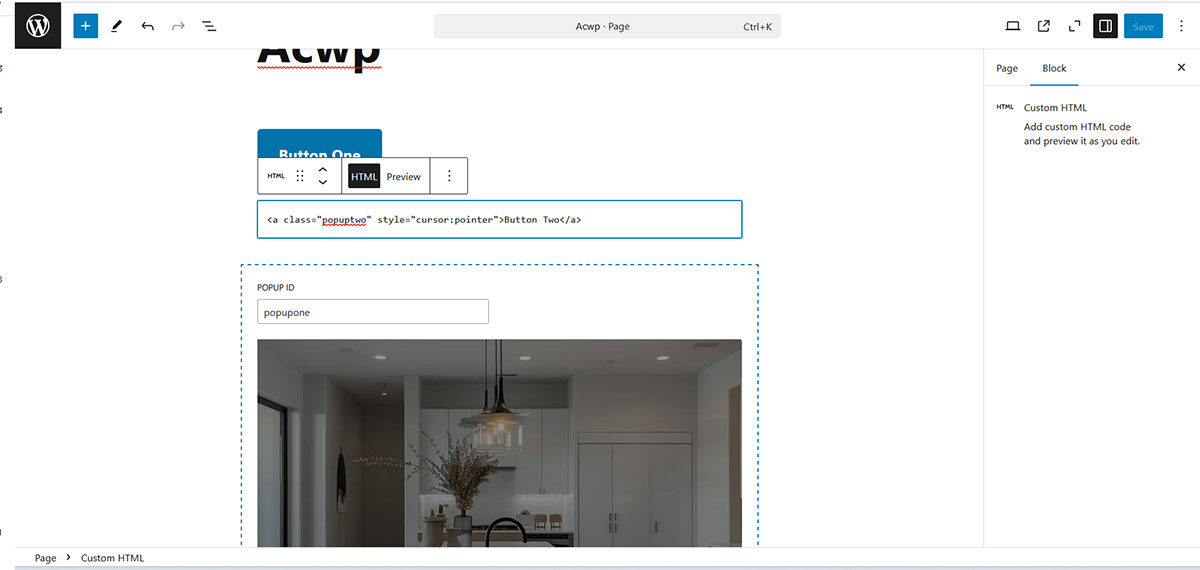 Acwp · Page
Ctrl+K
Save
Acwp
Page
Block
HTML
Custom HTML
Add custom HTML code
and preview it as you edit.
Button One
HTML
HTML
Preview
<a class="popuptwo" style="cursor:pointer">Button Two</a>
POPUP ID
popupone
Page
Custom HTML